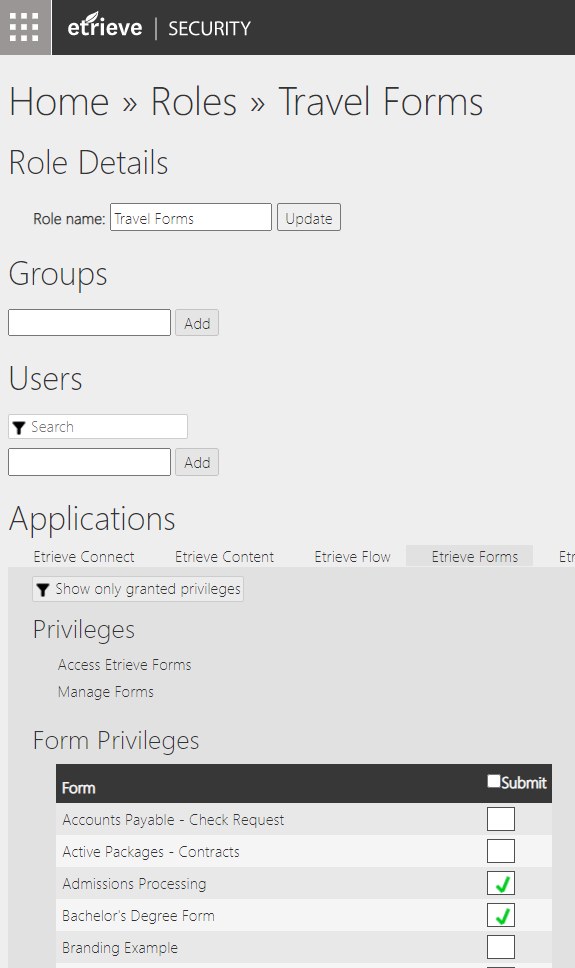 etrieve | SECURITY
Home » Roles » Travel Forms
Role Details
Role name: Travel Forms Update
Groups
Add
Users
Search
Add
Applications
Etrieve Connect Etrieve Content Etrieve Flow Etrieve Forms Etr
Show only granted privileges
Privileges
Access Etrieve Forms
Manage Forms
Form Privileges
Form Submit
Accounts Payable - Check Request
Active Packages - Contracts
Admissions Processing
Bachelor's Degree Form
Branding Example